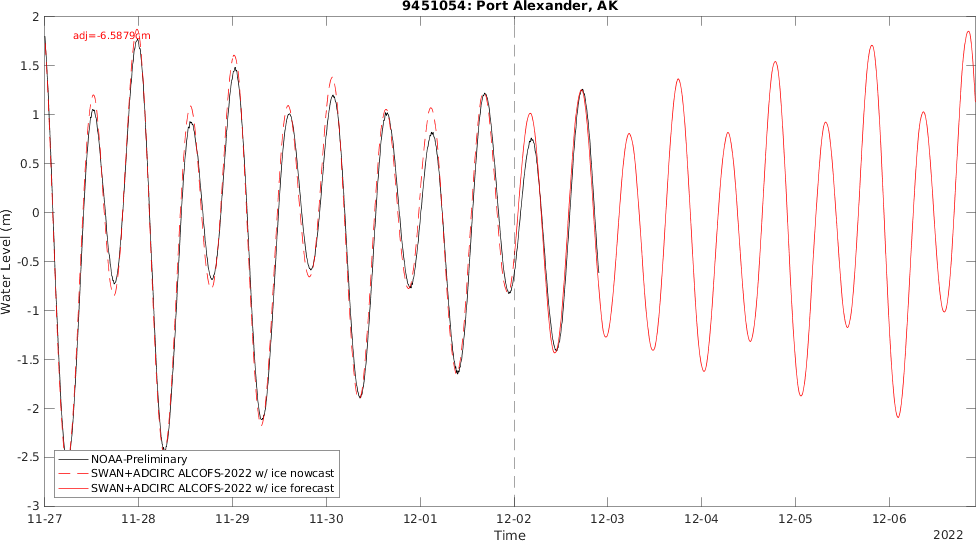 9451054: Port Alexander, AK
adj=-6.5879 m
2
1.5
1
0.5
0
-0.5
-1
-1.5
-2
-2.5
-3
Water Level (m)
NOAA-Preliminary
SWAN+ADCIRC ALCOFS-2022 w/ ice nowcast
SWAN+ADCIRC ALCOFS-2022 w/ ice forecast
11-27 11-28 11-29 11-30 12-01 12-02 12-03 12-04 12-05 12-06
Time
2022